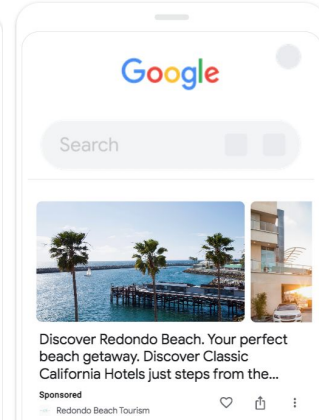 Google
Search
Discover Redondo Beach. Your perfect
beach getaway. Discover Classic
California Hotels just steps from the...
Sponsored
Redondo Beach Tourism